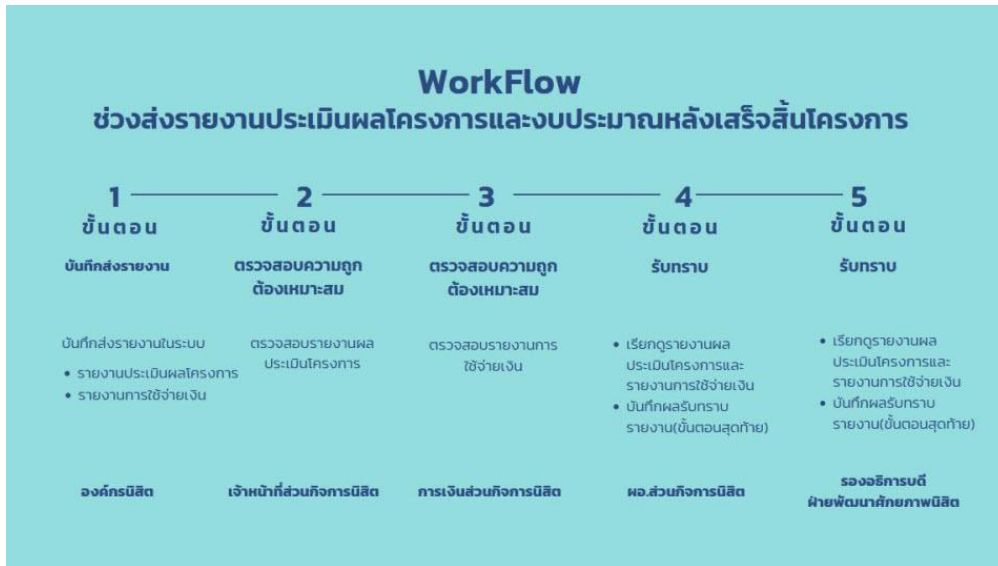 WorkFlow
ช่วงส่งรายงานประเมินผลโครงการและงบประมาณหลังเสร็จสิ้นโครงการ
1
ขั้นตอน
บันทึกส่งรายงาน
บันทึกส่งรายงานในระบบ
• รายงานประเมินผลโครงการ
• รายงานการใช้จ่ายเงิน
องค์กรนิสิต
2
ขั้นตอน
ตรวจสอบความถูก
ต้องเหมาะสม
ตรวจสอบรายงานผล
ประเมินโครงการ
เจ้าหน้าที่ส่วนกิจการนิสิต
3
ขั้นตอน
ตรวจสอบความถูก
ต้องเหมาะสม
ตรวจสอบรายงานการ
ใช้จ่ายเงิน
การเงินส่วนกิจการนิสิต
4
ขั้นตอน
รับทราบ
• เรียกดูรายงานผล
ประเมินโครงการและ
รายงานการใช้จ่ายเงิน
• บันทึกผลรับทราบ
รายงาน(ขั้นตอนสุดท้าย)
ผอ.ส่วนกิจการนิสิต
5
ขั้นตอน
รับทราบ
• เรียกดูรายงานผล
ประเมินโครงการและ
รายงานการใช้จ่ายเงิน
• บันทึกผลรับทราบ
รายงาน(ขั้นตอนสุดท้าย)
รองอธิการบดี
ฝ่ายพัฒนาศักยภาพนิสิต